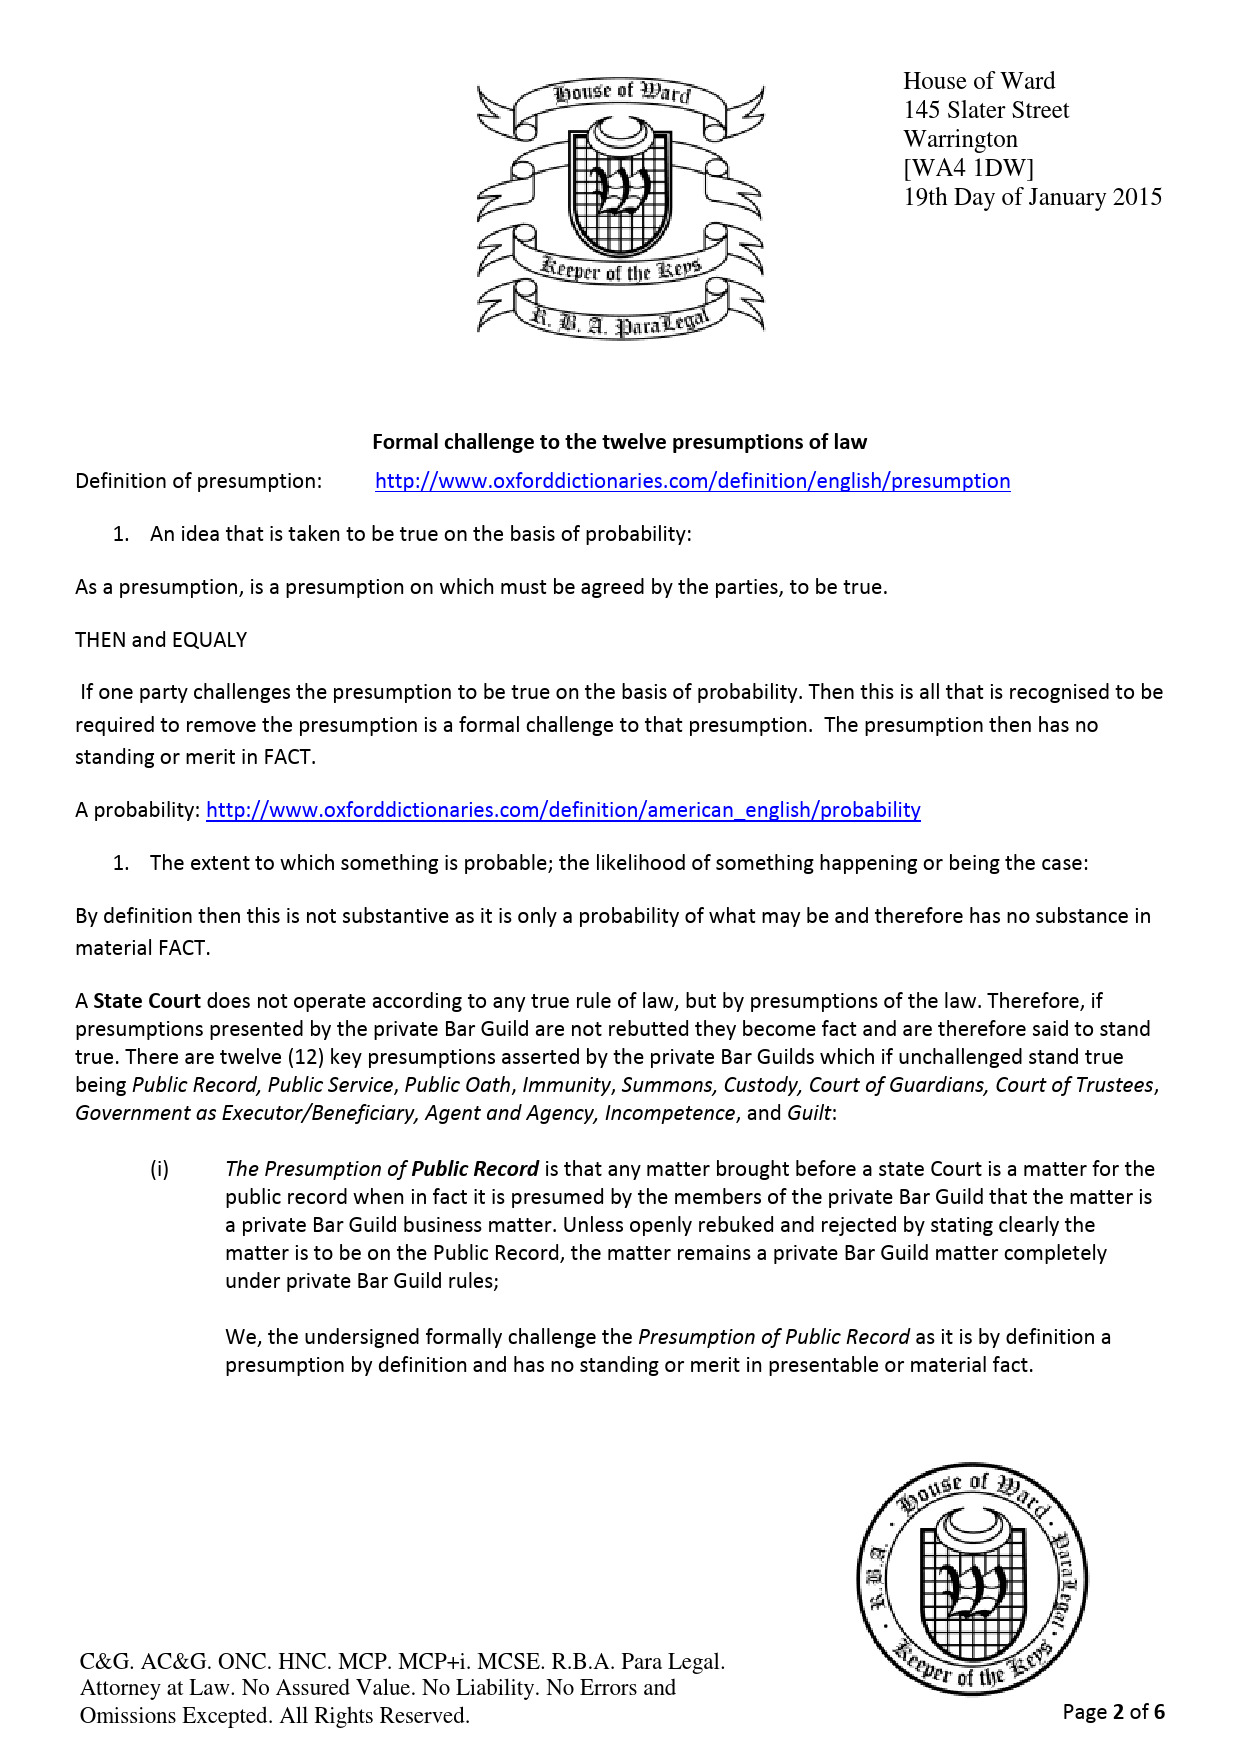 House of Ward
Keeper of the Keys
R. B. A. ParaLegal
House of Ward
145 Slater Street
Warrington
[WA4 1DW]
19th Day of January 2015
Formal challenge to the twelve presumptions of law
Definition of presumption: http://www.oxforddictionaries.com/definition/english/presumption
1. An idea that is taken to be true on the basis of probability:
As a presumption, is a presumption on which must be agreed by the parties, to be true.
THEN and EQUALY
If one party challenges the presumption to be true on the basis of probability. Then this is all that is recognised to be
required to remove the presumption is a formal challenge to that presumption. The presumption then has no
standing or merit in FACT.
A probability: http://www.oxforddictionaries.com/definition/american_english/probability
1. The extent to which something is probable; the likelihood of something happening or being the case:
By definition then this is not substantive as it is only a probability of what may be and therefore has no substance in
material FACT.
A State Court does not operate according to any true rule of law, but by presumptions of the law. Therefore, if
presumptions presented by the private Bar Guild are not rebutted they become fact and are therefore said to stand
true. There are twelve (12) key presumptions asserted by the private Bar Guilds which if unchallenged stand true
being Public Record, Public Service, Public Oath, Immunity, Summons, Custody, Court of Guardians, Court of Trustees,
Government as Executor/Beneficiary, Agent and Agency, Incompetence, and Guilt:
(i) The Presumption of Public Record is that any matter brought before a state Court is a matter for the
public record when in fact it is presumed by the members of the private Bar Guild that the matter is
a private Bar Guild business matter. Unless openly rebuked and rejected by stating clearly the
matter is to be on the Public Record, the matter remains a private Bar Guild matter completely
under private Bar Guild rules;
We, the undersigned formally challenge the Presumption of Public Record as it is by definition a
presumption by definition and has no standing or merit in presentable or material fact.
R.B.A. · House of Ward · ParaLegal · Keeper of the Keys ·
C&G. AC&G. ONC. HNC. MCP. MCP+i. MCSE. R.B.A. Para Legal.
Attorney at Law. No Assured Value. No Liability. No Errors and
Omissions Excepted. All Rights Reserved.
Page 2 of 6